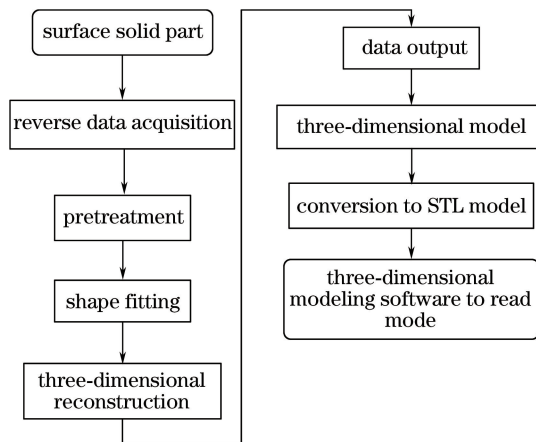 surface solid part
reverse data acquisition
pretreatment
shape fitting
three-dimensional
reconstruction
data output
three-dimensional model
conversion to STL model
three-dimensional
modeling software to read
mode